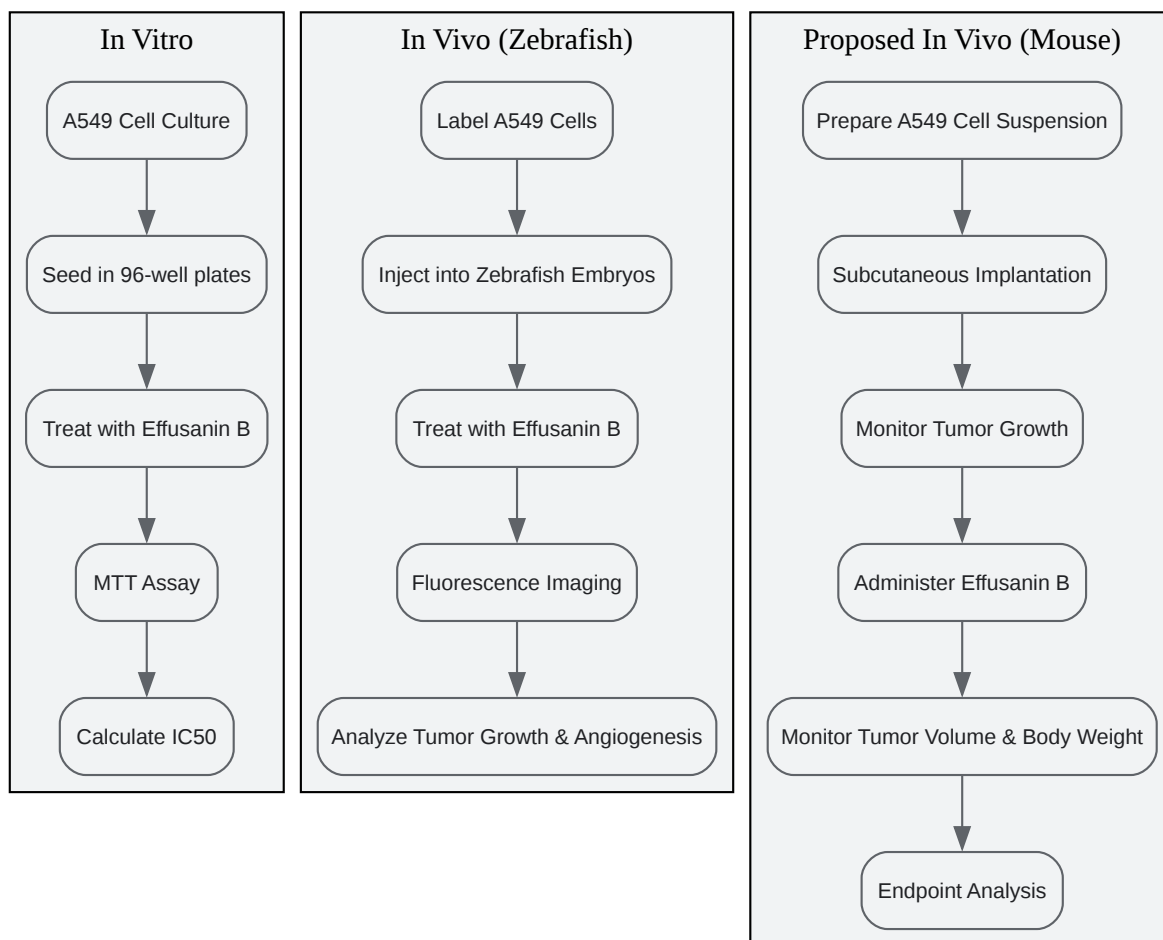 In Vitro
A549 Cell Culture
Seed in 96-well plates
Treat with Effusanin B
MTT Assay
Calculate IC50
In Vivo (Zebrafish)
Label A549 Cells
Inject into Zebrafish Embryos
Treat with Effusanin B
Fluorescence Imaging
Analyze Tumor Growth & Angiogenesis
Proposed In Vivo (Mouse)
Prepare A549 Cell Suspension
Subcutaneous Implantation
Monitor Tumor Growth
Administer Effusanin B
Monitor Tumor Volume & Body Weight
Endpoint Analysis